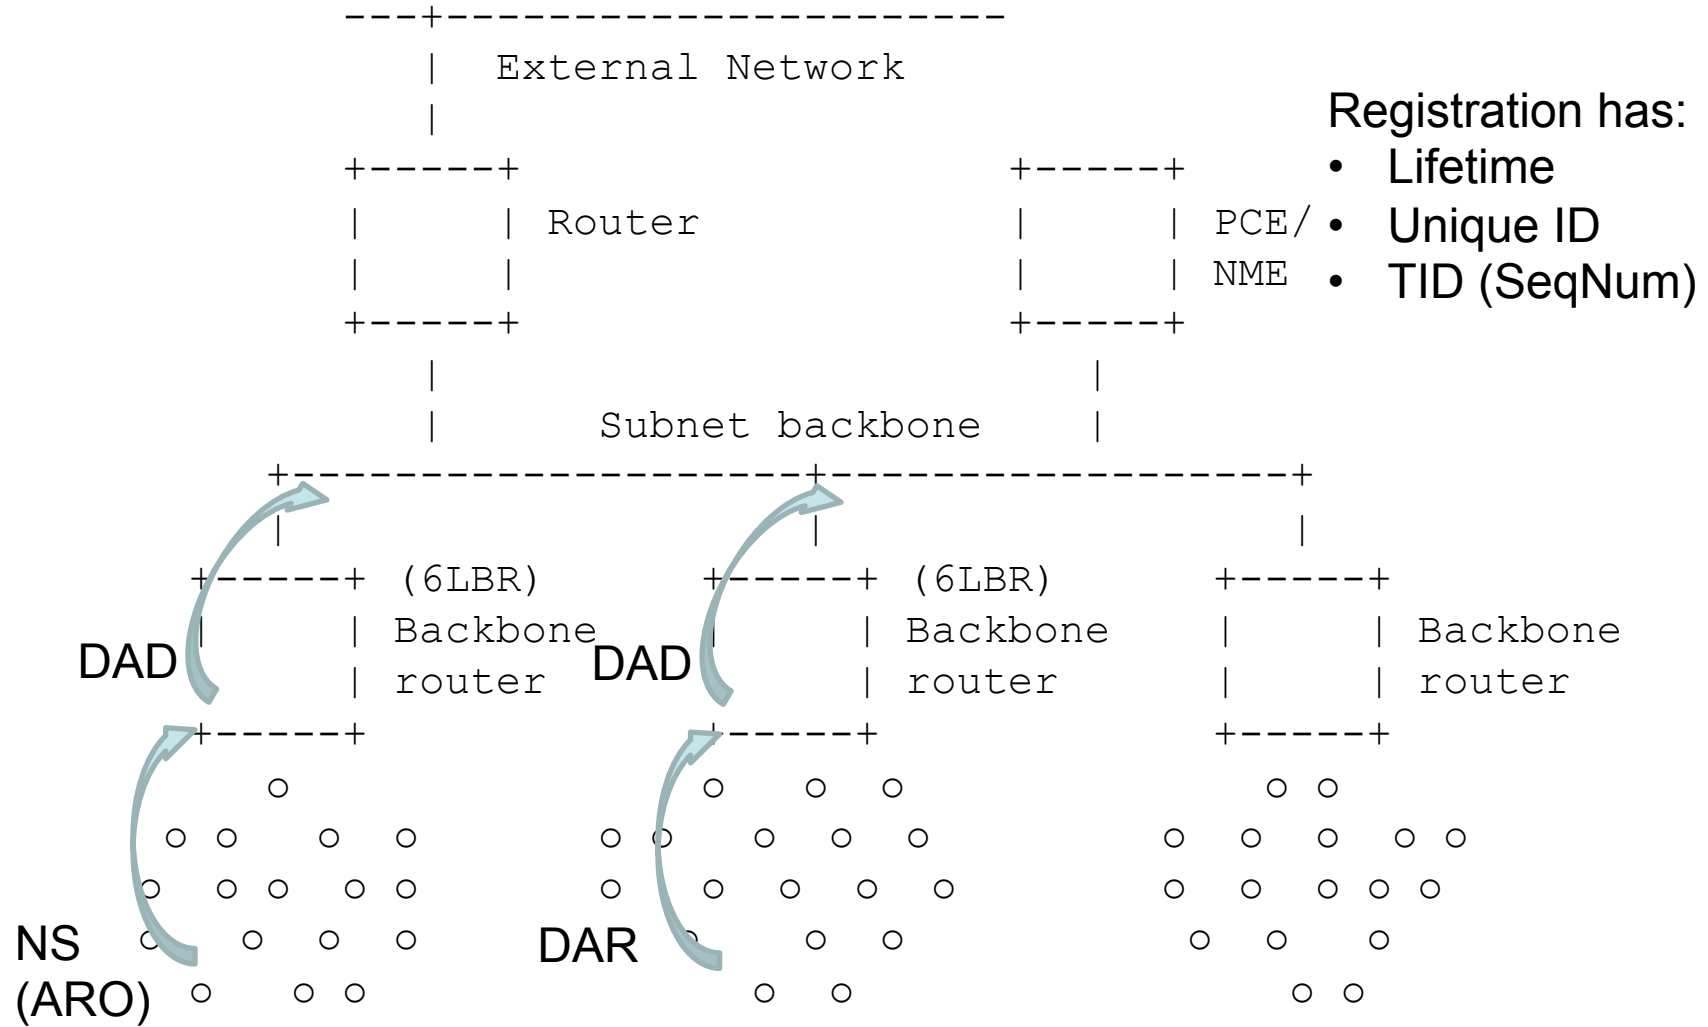 ---+----------------------
| External Network
|
+-----+ +-----+
| | Router | | PCE/
| | | | NME
+-----+ +-----+
| |
| Subnet backbone |
+--------------------+------------------+
| | |
+-----+ (6LBR) +-----+ (6LBR) +-----+
| | Backbone | | Backbone | | Backbone
| router | router | | router
+-----+ +-----+ +-----+
o o o o o o
o o o o o o o o o o o o o o
o o o o o o o o o o o o o o o
o o o o o o o o o o
o o o o o o o
Registration has:
• Lifetime
• Unique ID
• TID (SeqNum)
DAD
DAD
NS
(ARO)
DAR